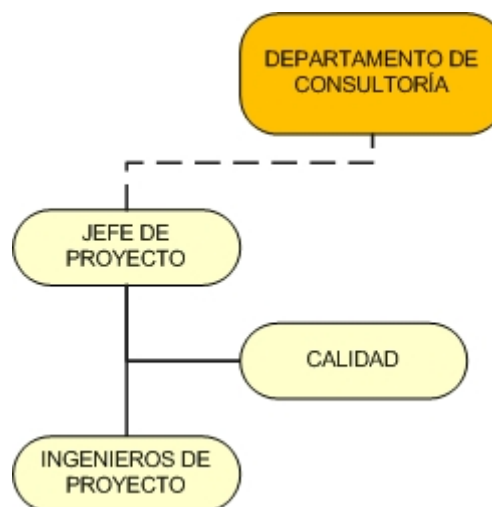 DEPARTAMENTO DE
CONSULTORÍA
JEFE DE
PROYECTO
CALIDAD
INGENIEROS DE
PROYECTO